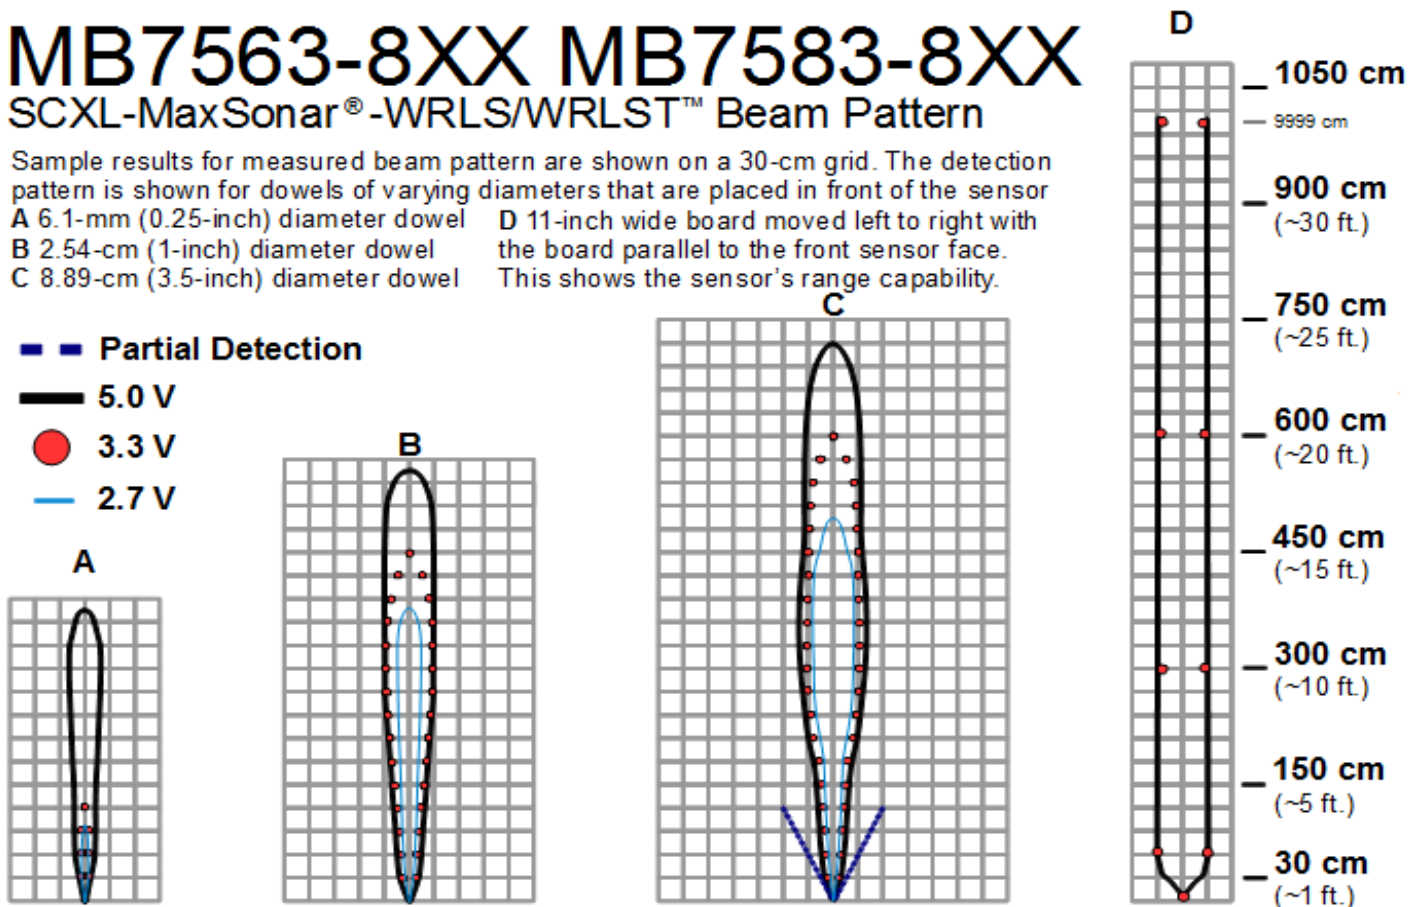 MB7563-8XX MB7583-8XX
SCXL-MaxSonar®-WRLS/WRLST™ Beam Pattern
Sample results for measured beam pattern are shown on a 30-cm grid. The detection
pattern is shown for dowels of varying diameters that are placed in front of the sensor
A 6.1-mm (0.25-inch) diameter dowel
B 2.54-cm (1-inch) diameter dowel
C 8.89-cm (3.5-inch) diameter dowel
D 11-inch wide board moved left to right with
the board parallel to the front sensor face.
This shows the sensor's range capability.
Partial Detection
5.0 V
3.3 V
2.7 V
A
B
C
D
1050 cm
9999 cm
900 cm
(~30 ft.)
750 cm
(~25 ft.)
600 cm
(~20 ft.)
450 cm
(~15 ft.)
300 cm
(~10 ft.)
150 cm
(~5 ft.)
30 cm
(~1 ft.)